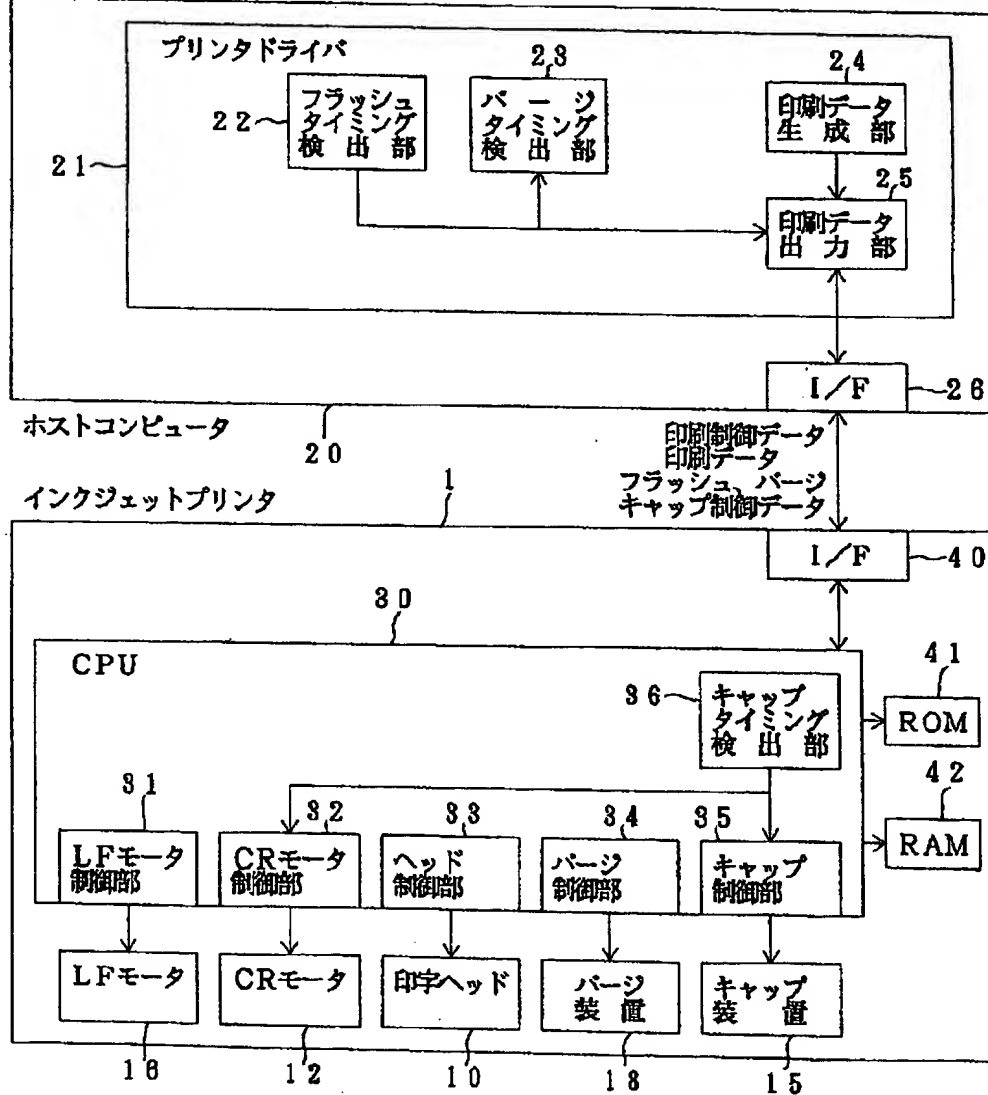 プリンタドライバ
21
22
フラッシュ
タイミング
検出部
23
パージ
タイミング
検出部
24
印刷データ
生成部
25
印刷データ
出力部
I/F
26
ホストコンピュータ
20
印刷制御データ
印刷データ
フラッシュ、パージ
キャップ制御データ
インクジェットプリンタ
1
I/F
40
30
CPU
36
キャップ
タイミング
検出部
41
ROM
42
RAM
31
LFモータ
制御部
32
CRモータ
制御部
33
ヘッド
制御部
34
パージ
制御部
35
キャップ
制御部
LFモータ
CRモータ
印字ヘッド
パージ
装置
キャップ
装置
16
12
10
18
15